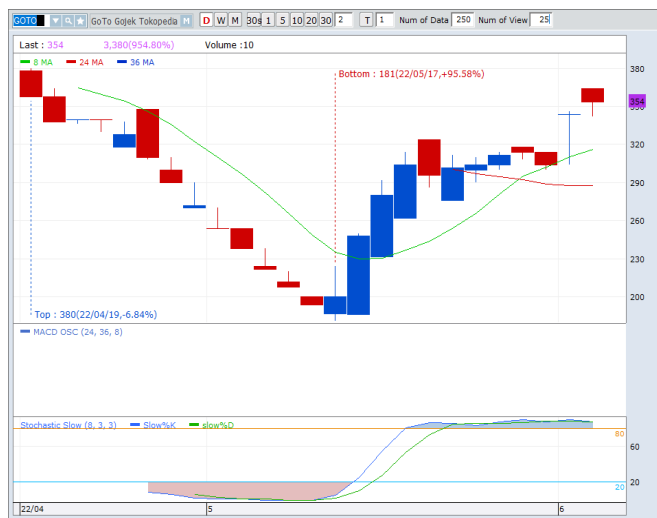 GOTO GoTo Gojek Tokopedia M D W M 30s 1 5 10 20 30 2 T 1 Num of Data 250 Num of View 25
Last : 354 3,380(954.80%) Volume :10
8 MA 24 MA 36 MA
Bottom : 181(22/05/17,+95.58%)
380
354
320
290
260
230
200
Top : 380(22/04/19,-6.84%)
MACD OSC (24, 36, 8)
Stochastic Slow (8, 3, 3) Slow%K slow%D
80
60
20
20
22/04 5 6